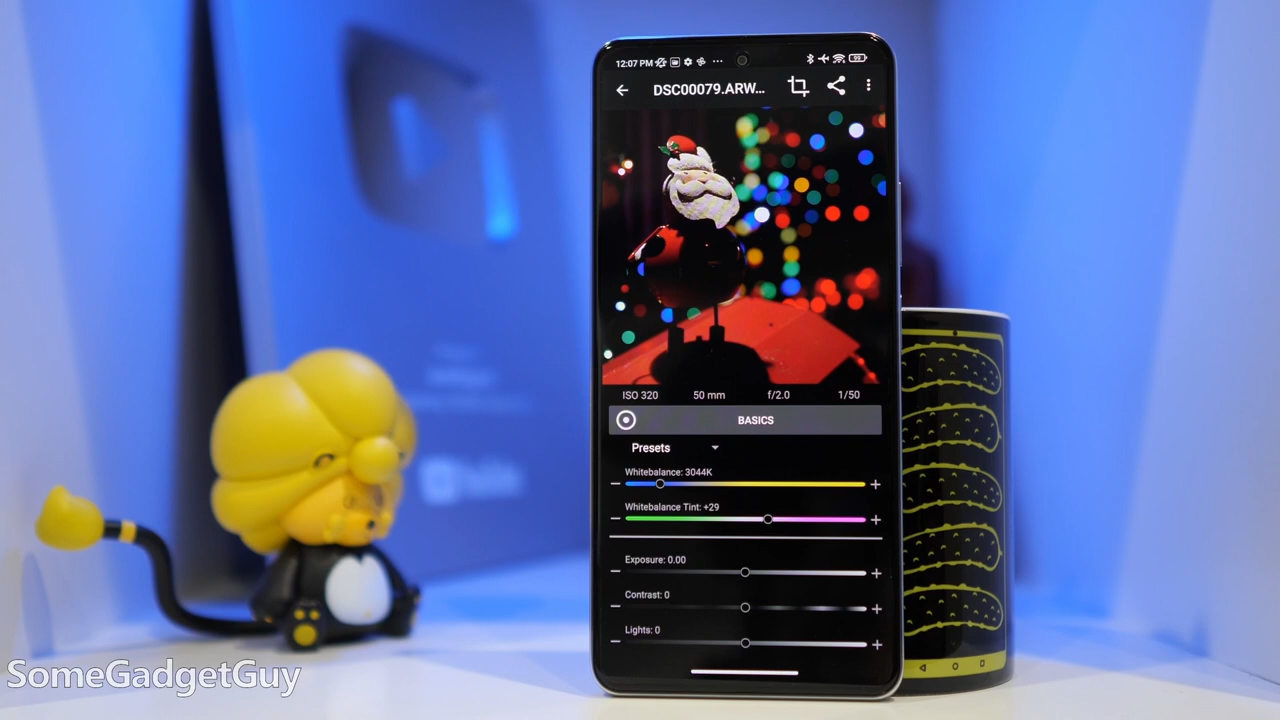 12:07 PM
99
DSC00079.ARW...
ISO 320 50 mm f/2.0 1/50
BASICS
Presets
Whitebalance: 3044K
Whitebalance Tint: +29
Exposure: 0.00
Contrast: 0
Lights: 0
SomeGadgetGuy